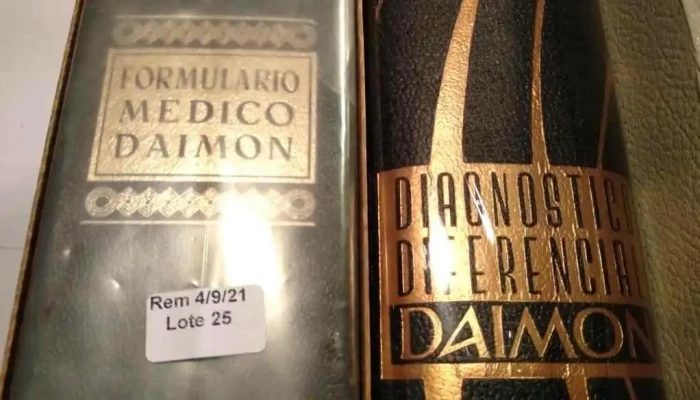 FORMULARIO
MEDICO
DAIMON
Rem 4/9/21
Lote 25
DIAGNOSTICO
DIFERENCIAL
DAIMON